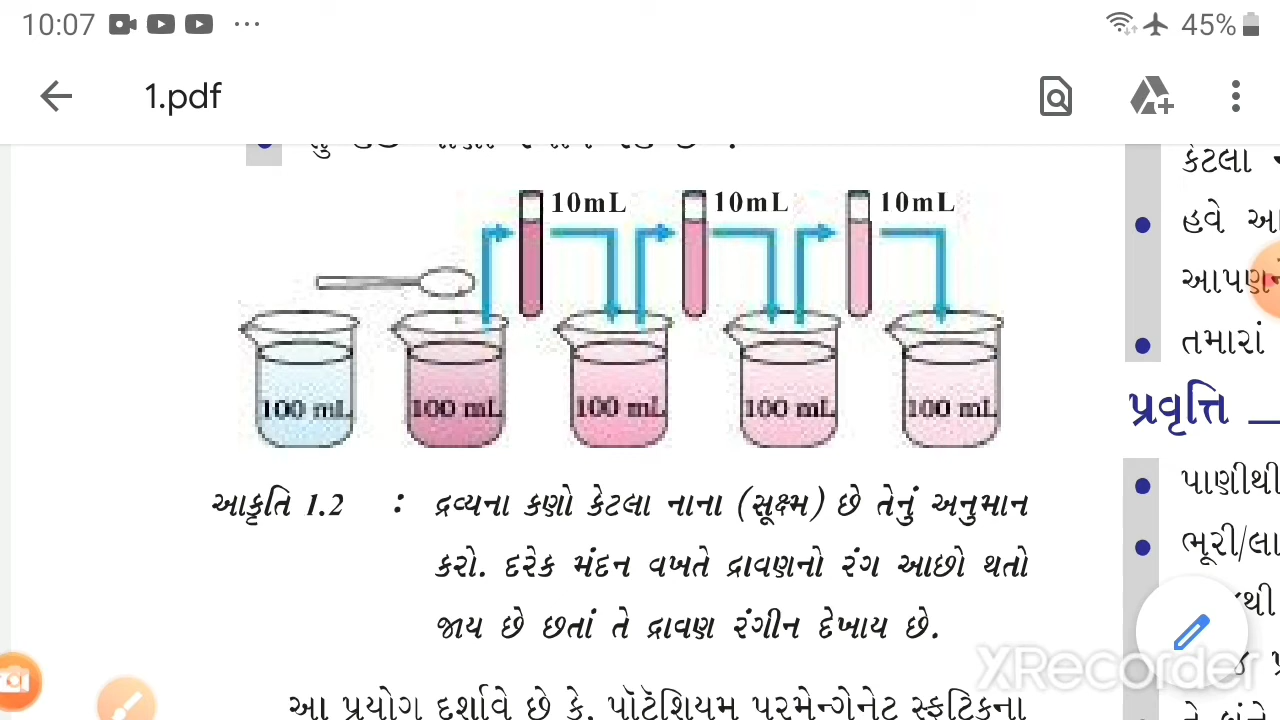 10:07
45%
1.pdf
10mL 10mL 10mL
100 mL 100 mL 100 mL 100 mL 100 mL
આકૃતિ 1.2 : દ્રવ્યના કણો કેટલા નાના (સૂક્ષ્મ) છે તેનું અનુમાન
કરો. દરેક મંદન વખતે દ્રાવણનો રંગ આછો થતો
જાય છે છતાં તે દ્રાવણ રંગીન દેખાય છે.
આ પ્રયોગ દર્શાવે છે કે, પૉટૅશિયમ પરમેન્ગેનેટ સ્ફટિકના
કેટલા
• હવે
• તમારાં
પ્રવૃત્તિ
• પાણીથી
• ભૂરી/લા
XRecorder